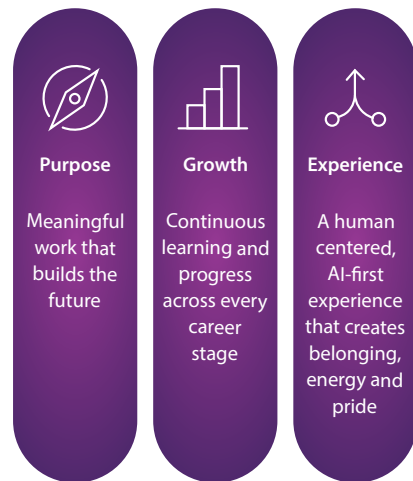 Purpose
Meaningful
work that
builds the
future
Growth
Continuous
learning and
progress
across every
career
stage
Experience
A human
centered,
AI-first
experience
that creates
belonging,
energy and
pride